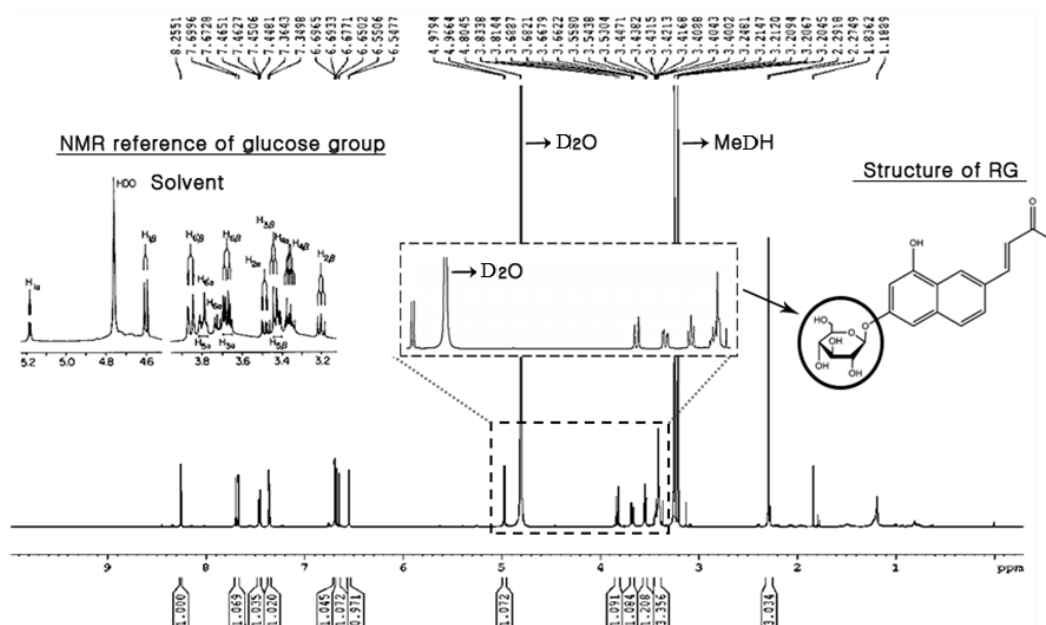 8.2551 7.6896 7.6728 7.4651 7.4627 7.4506 7.4481 7.3643 7.3498 6.6965 6.6933 6.6771 6.6502 6.5506 6.5477 4.9794 4.9664 4.8045 3.8338 3.8144 3.6887 3.6821 3.6679 3.6622 3.5580 3.5438 3.5304 3.4471 3.4382 3.4315 3.4213 3.4168 3.4088 3.4043 3.4002 3.2481 3.2147 3.2120 3.2094 3.2067 3.2045 2.2918 2.2749 1.8362 1.1889
NMR reference of glucose group
→D2O
→MeDH
Structure of RG
HDO Solvent
H1α H1β H6'β H6'α H6α H6β H2α H3β H4α H4β H2β
H5α H3α H5β
5.2 5.0 4.8 4.6 3.8 3.6 3.4 3.2
→D2O
O
OH
HO
O
O
HO
OH
OH
OH
9 8 7 6 5 4 3 2 1 ppm
1.000 1.069 1.035 1.020 1.045 1.072 0.971 1.072 1.091 1.084 1.208 3.356 3.034